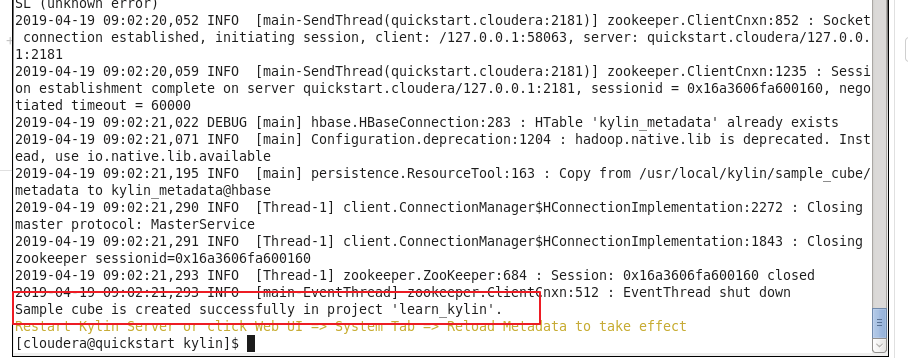 SL (unknown error)
2019-04-19 09:02:20,052 INFO  [main-SendThread(quickstart.cloudera:2181)] zookeeper.ClientCnxn:852 : Socket
 connection established, initiating session, client: /127.0.0.1:58063, server: quickstart.cloudera/127.0.0.
1:2181
2019-04-19 09:02:20,059 INFO  [main-SendThread(quickstart.cloudera:2181)] zookeeper.ClientCnxn:1235 : Sessi
on establishment complete on server quickstart.cloudera/127.0.0.1:2181, sessionid = 0x16a3606fa600160, nego
tiated timeout = 60000
2019-04-19 09:02:21,022 DEBUG [main] hbase.HBaseConnection:283 : HTable 'kylin_metadata' already exists
2019-04-19 09:02:21,071 INFO  [main] Configuration.deprecation:1204 : hadoop.native.lib is deprecated. Inst
ead, use io.native.lib.available
2019-04-19 09:02:21,195 INFO  [main] persistence.ResourceTool:163 : Copy from /usr/local/kylin/sample_cube/
metadata to kylin_metadata@hbase
2019-04-19 09:02:21,290 INFO  [Thread-1] client.ConnectionManager$HConnectionImplementation:2272 : Closing
master protocol: MasterService
2019-04-19 09:02:21,291 INFO  [Thread-1] client.ConnectionManager$HConnectionImplementation:1843 : Closing
zookeeper sessionid=0x16a3606fa600160
2019-04-19 09:02:21,293 INFO  [Thread-1] zookeeper.ZooKeeper:684 : Session: 0x16a3606fa600160 closed
2019-04-19 09:02:21,293 INFO  [main-EventThread] zookeeper.ClientCnxn:512 : EventThread shut down
Sample cube is created successfully in project 'learn_kylin'.
Restart Kylin Server or click Web UI => System Tab => Reload Metadata to take effect
[cloudera@quickstart kylin]$